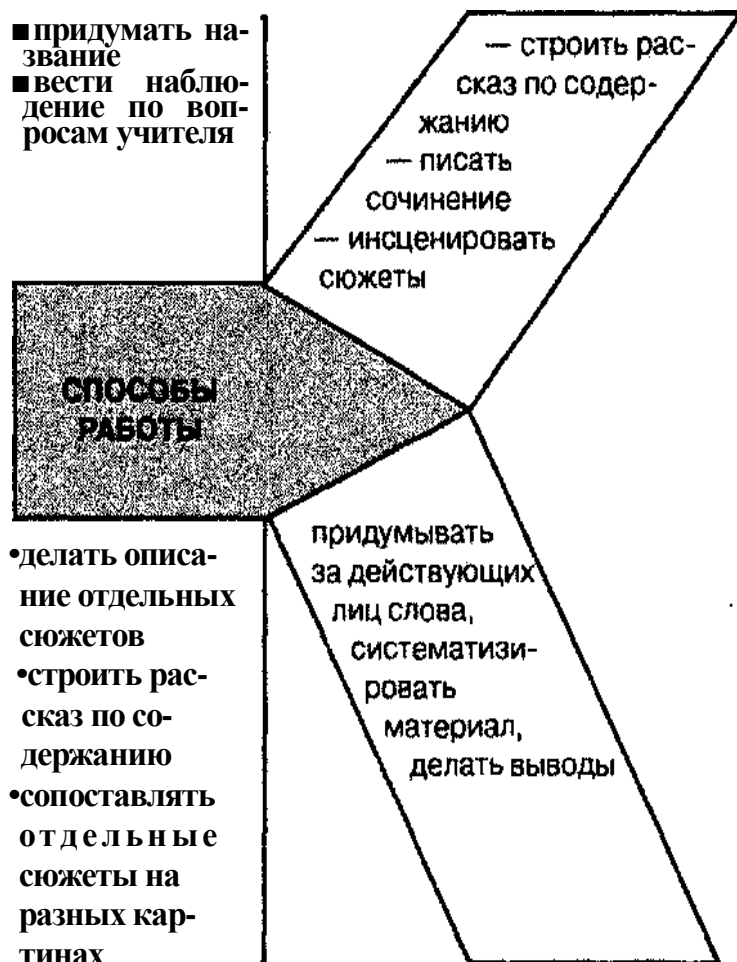 ■придумать на-
звание
■вести наблю-
дение по воп-
росам учителя
— строить рас-
сказ по содер-
жанию
— писать
сочинение
— инсценировать
сюжеты
СПОСОБЫ
РАБОТЫ
•делать описа-
ние отдельных
сюжетов
•строить рас-
сказ по со-
держанию
•сопоставлять
отдельные
сюжеты на
разных кар-
тинах
придумывать
за действующих
лиц слова,
системaтизи-
ровать
материал,
делать выводы